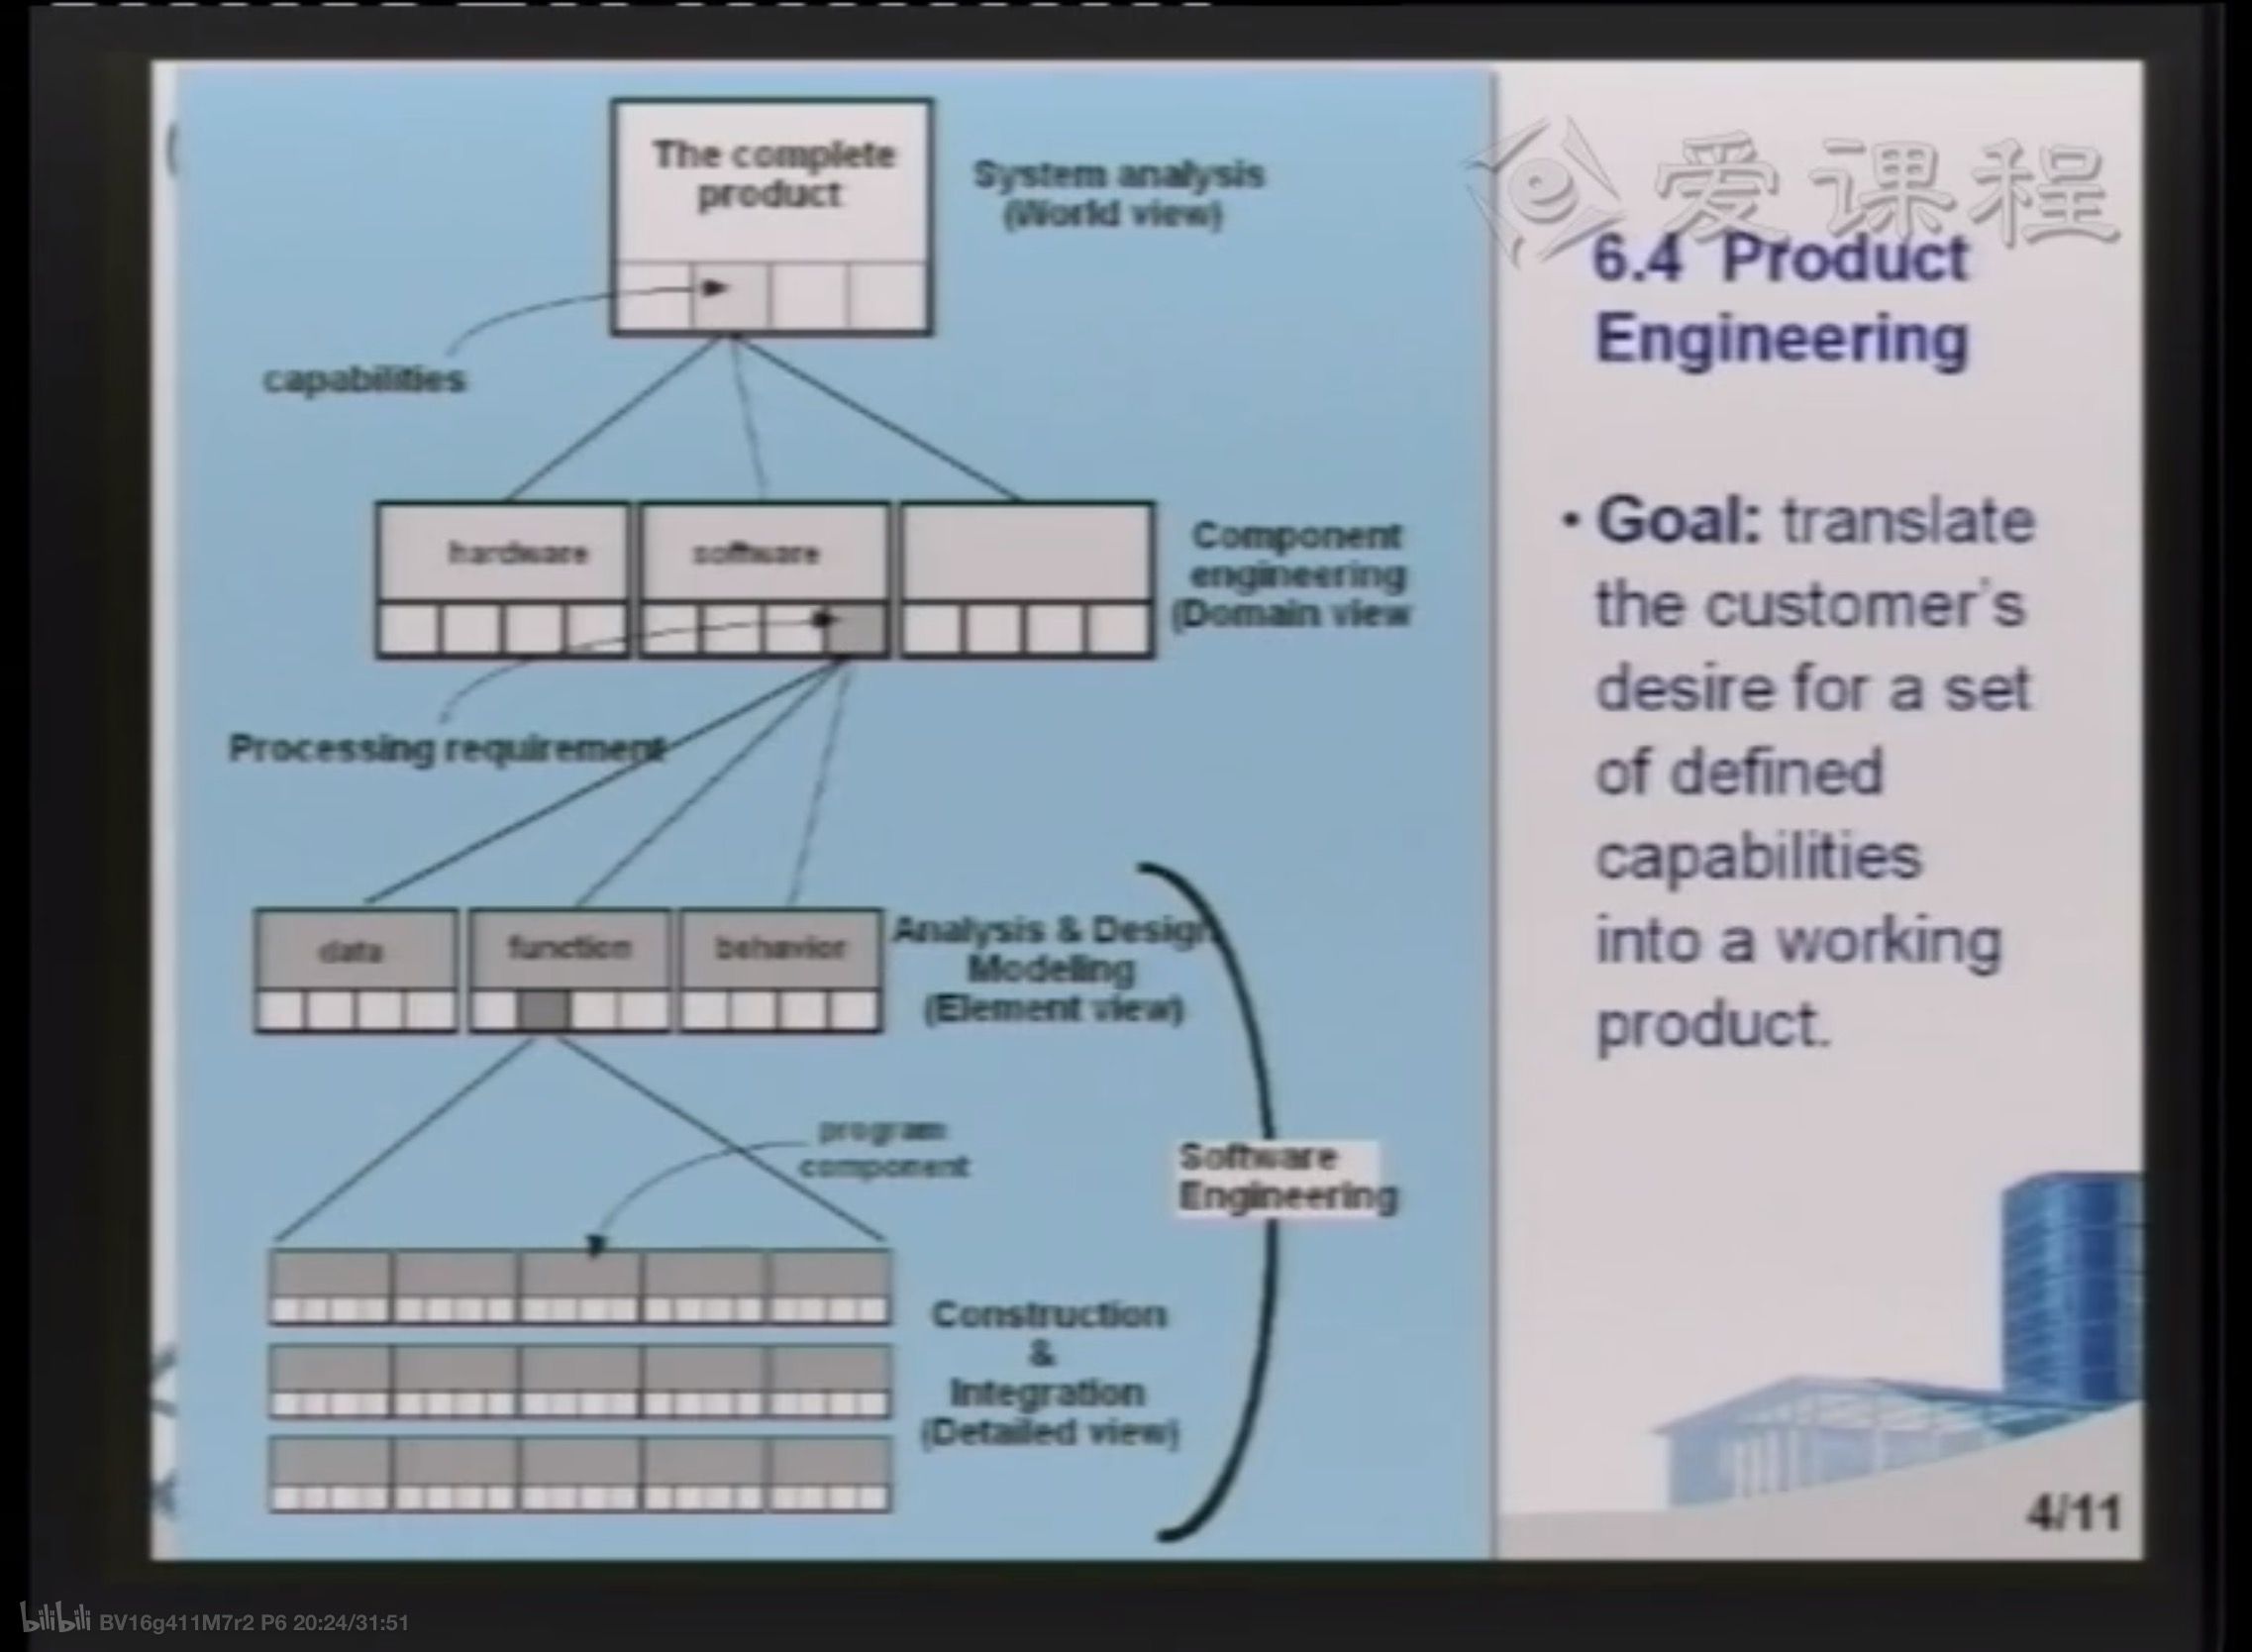 The complete
product
System analysis
(World view)
capabilities
hardware
software
Component
engineering
(Domain view
Processing requirement
data
function
behavior
Analysis & Design
Modeling
(Element view)
program
component
Software
Engineering
Construction
&
Integration
(Detailed view)
爱课程
6.4 Product
Engineering
• Goal: translate
the customer's
desire for a set
of defined
capabilities
into a working
product.
4/11
bilibili BV16g411M7r2 P6 20:24/31:51